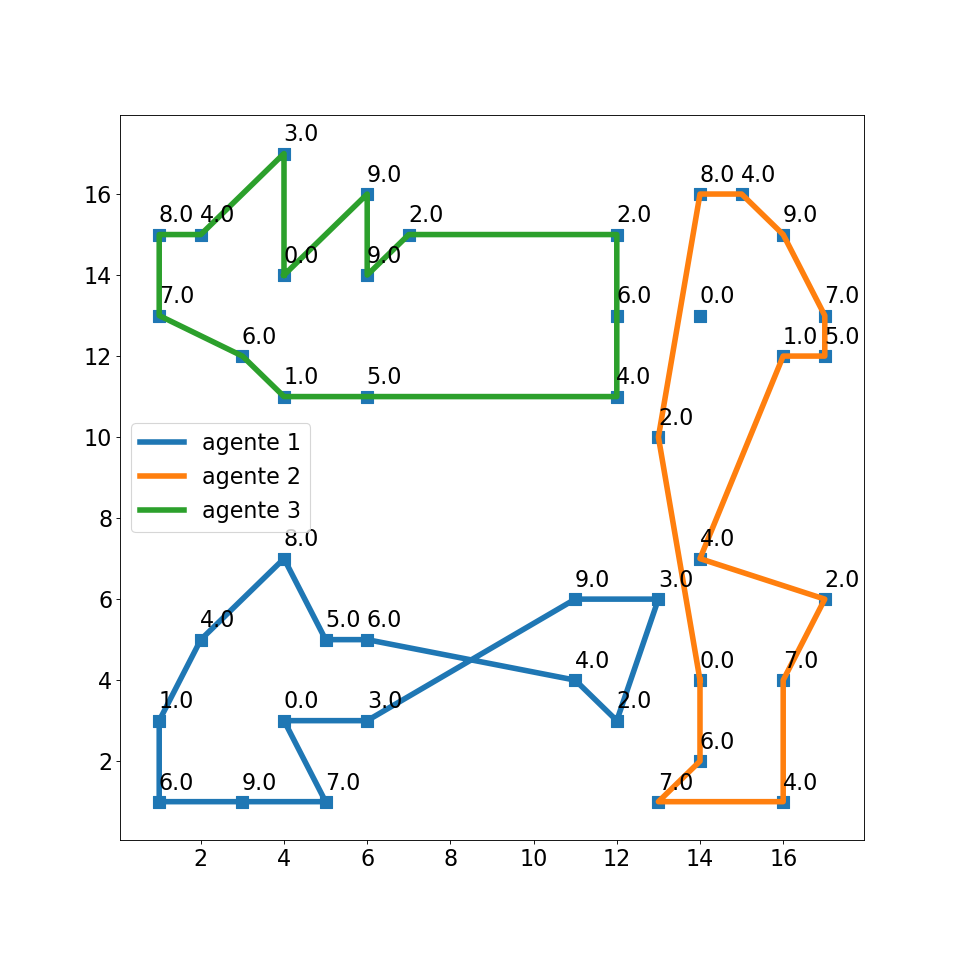 3.0
9.0 8.0 4.0
16
8.0 4.0 2.0 2.0 9.0
0.0 9.0
14
7.0 6.0 0.0 7.0
6.0 1.0 5.0
12
1.0 5.0 4.0
2.0
10
agente 1
agente 2
agente 3
8
8.0 4.0
9.0 3.0 2.0
6
4.0 5.0 6.0
4.0 0.0 7.0
4
1.0 0.0 3.0 2.0
6.0
2
6.0 9.0 7.0 7.0 4.0
2 4 6 8 10 12 14 16